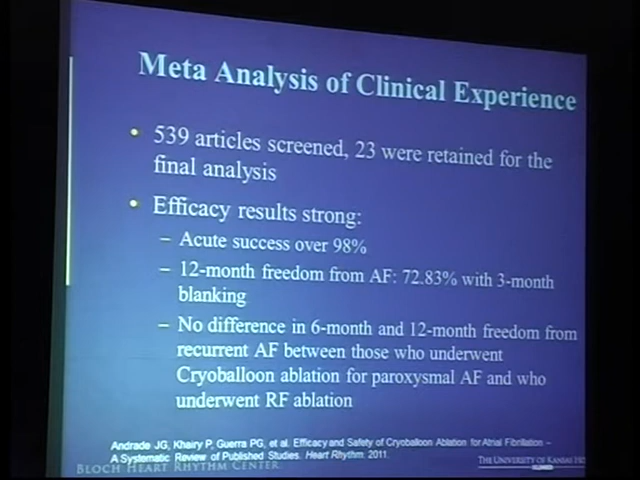 Meta Analysis of Clinical Experience
• 539 articles screened, 23 were retained for the
final analysis
• Efficacy results strong:
– Acute success over 98%
– 12-month freedom from AF: 72.83% with 3-month
blanking
– No difference in 6-month and 12-month freedom from
recurrent AF between those who underwent
Cryoballoon ablation for paroxysmal AF and who
underwent RF ablation
Andrade JG, Khairy P, Guerra PG, et al. Efficacy and Safety of Cryoballoon Ablation for Atrial Fibrillation –
A Systematic Review of Published Studies. Heart Rhythm. 2011.
BLOCH HEART RHYTHM CENTER
THE UNIVERSITY OF KANSAS